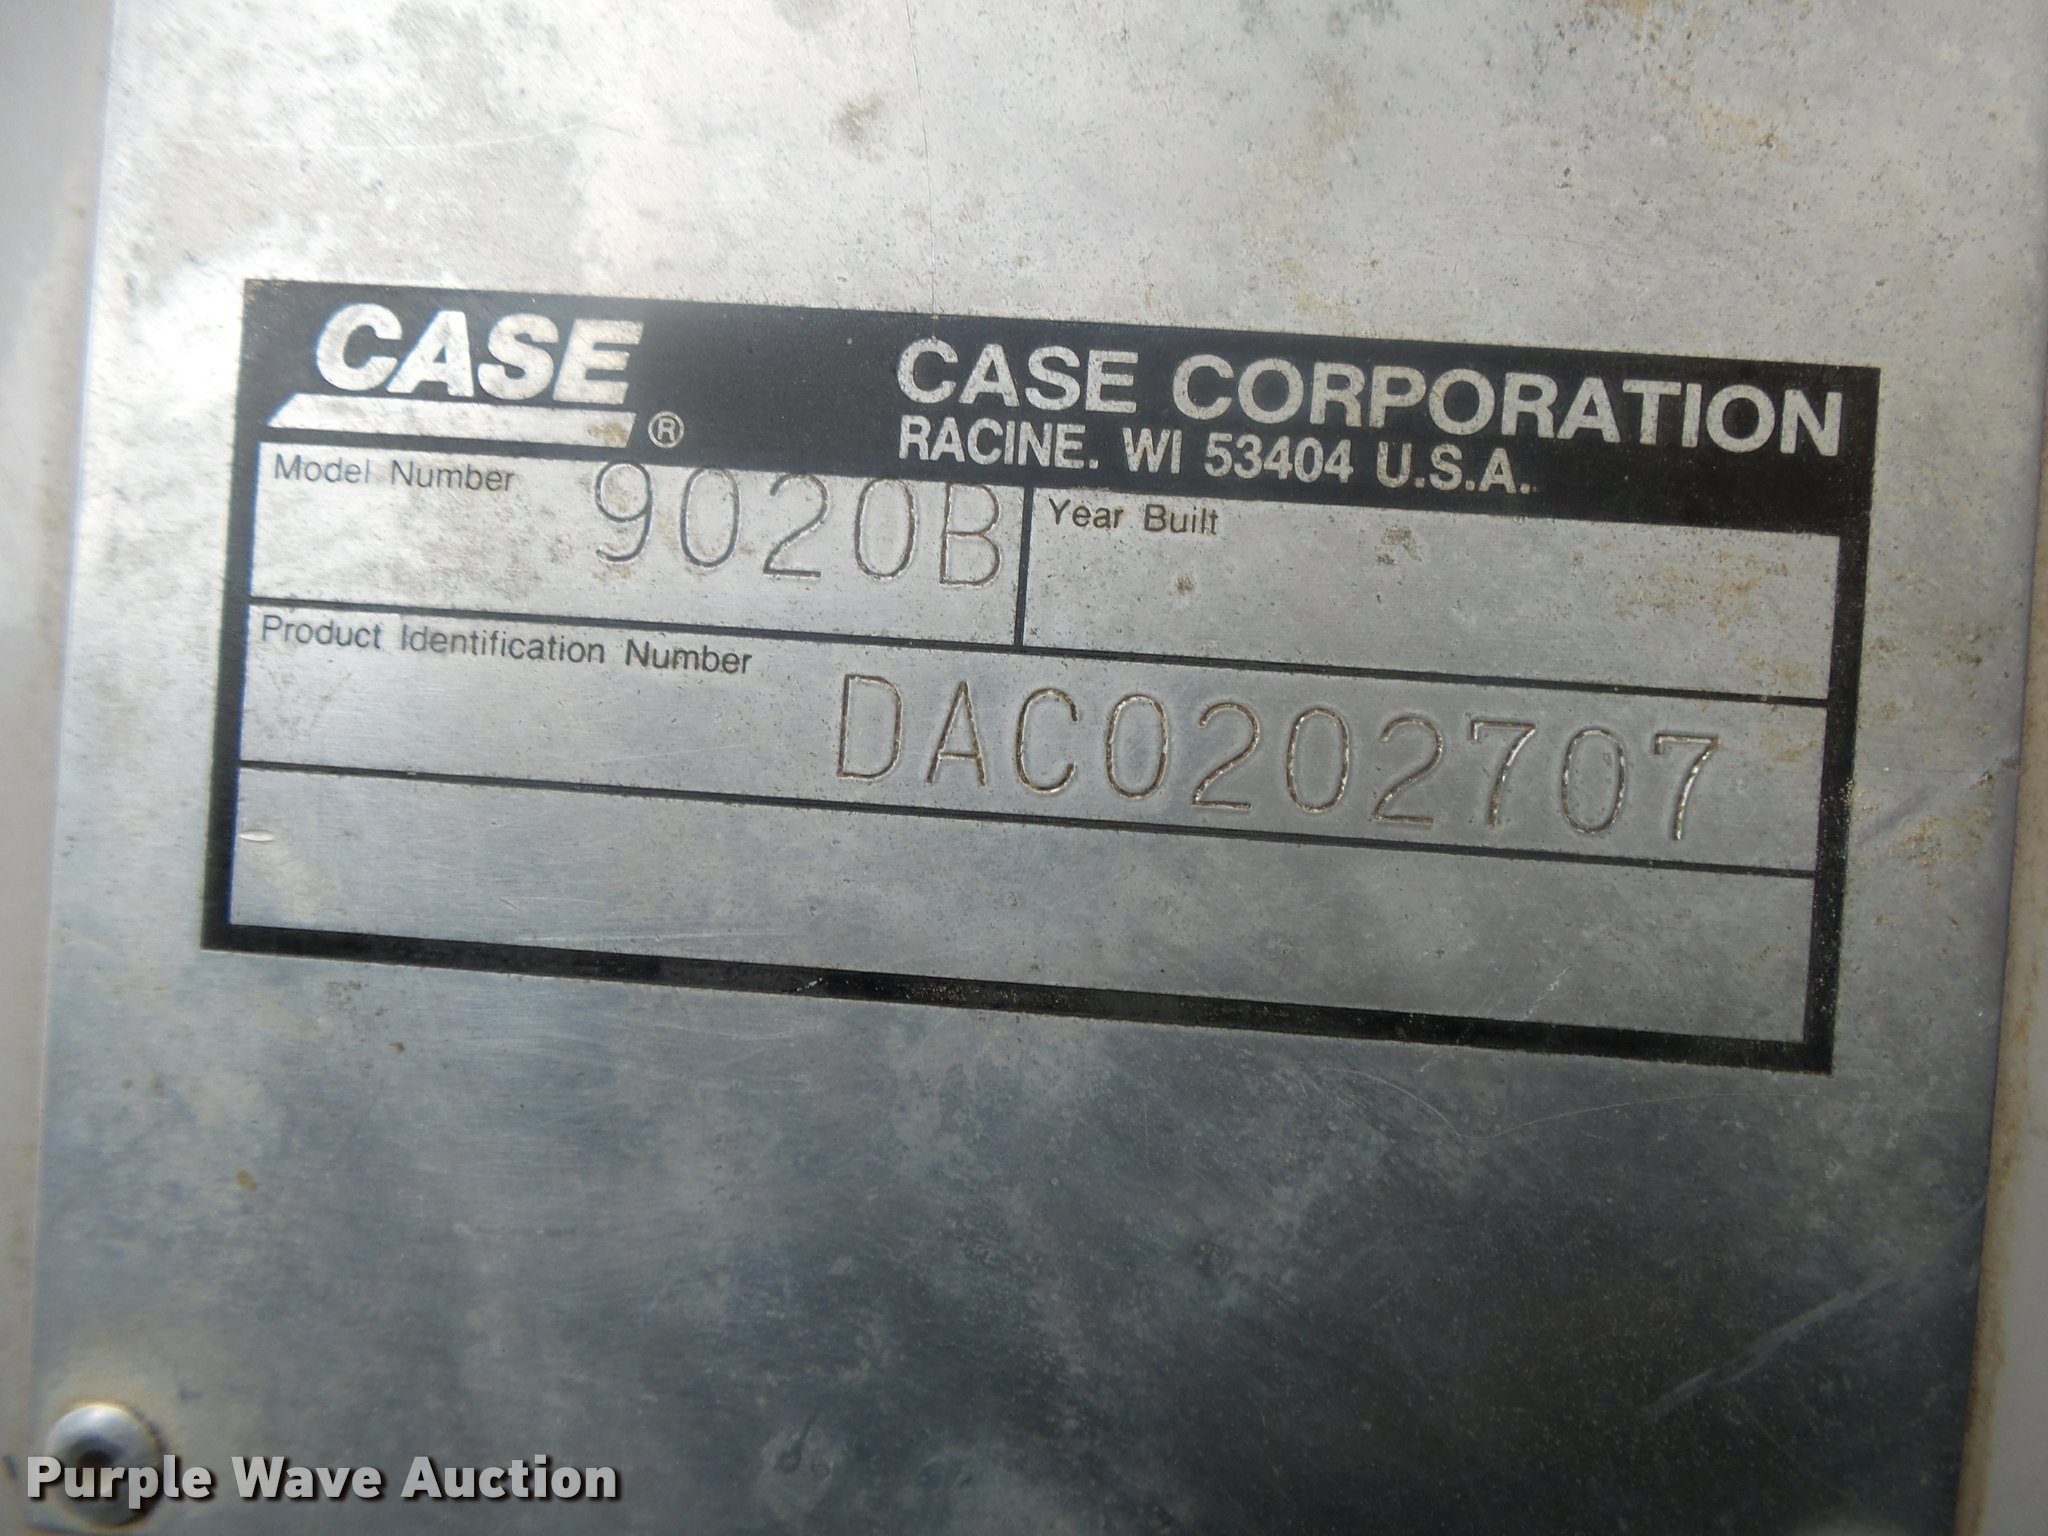 CASE ®
CASE CORPORATION
RACINE. WI 53404 U.S.A.
Model Number 9020B
Year Built
Product Identification Number DAC0202707
Purple Wave Auction